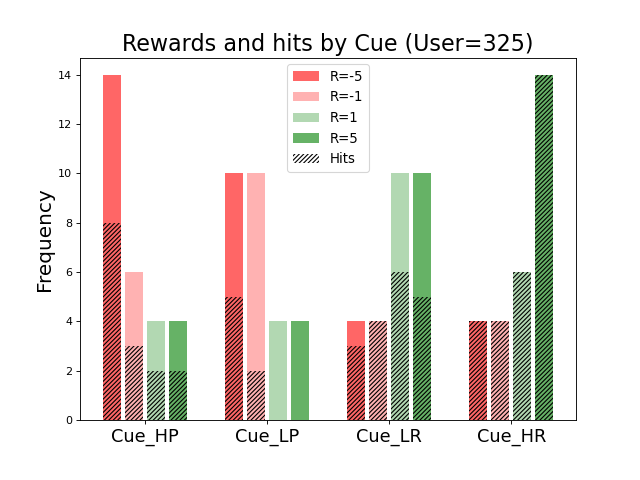 Rewards and hits by Cue (User=325)
Frequency
14
12
10
8
6
4
2
0
R=-5
R=-1
R=1
R=5
Hits
Cue_HP
Cue_LP
Cue_LR
Cue_HR